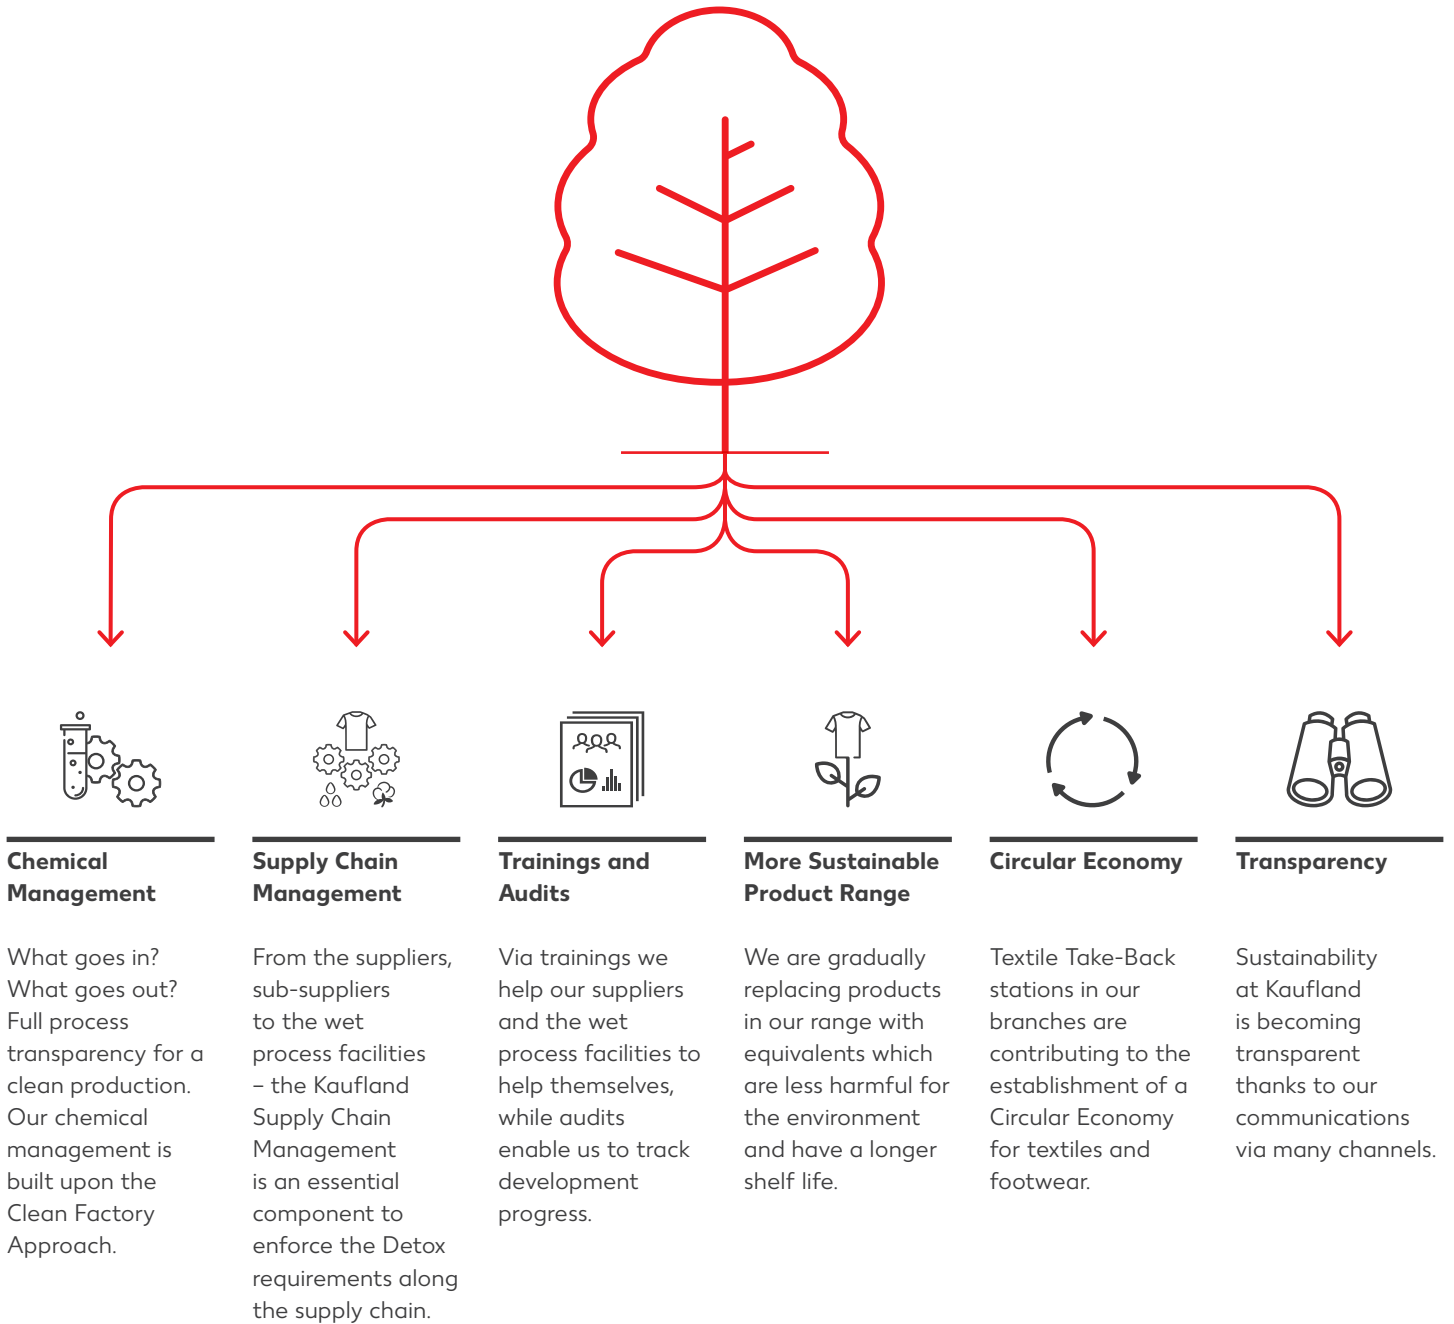 Chemical
Management
What goes in?
What goes out?
Full process
transparency for a
clean production.
Our chemical
management is
built upon the
Clean Factory
Approach.
Supply Chain
Management
From the suppliers,
sub-suppliers
to the wet
process facilities
– the Kaufland
Supply Chain
Management
is an essential
component to
enforce the Detox
requirements along
the supply chain.
Trainings and
Audits
Via trainings we
help our suppliers
and the wet
process facilities to
help themselves,
while audits
enable us to track
development
progress.
More Sustainable
Product Range
We are gradually
replacing products
in our range with
equivalents which
are less harmful for
the environment
and have a longer
shelf life.
Circular Economy
Textile Take-Back
stations in our
branches are
contributing to the
establishment of a
Circular Economy
for textiles and
footwear.
Transparency
Sustainability
at Kaufland
is becoming
transparent
thanks to our
communications
via many channels.